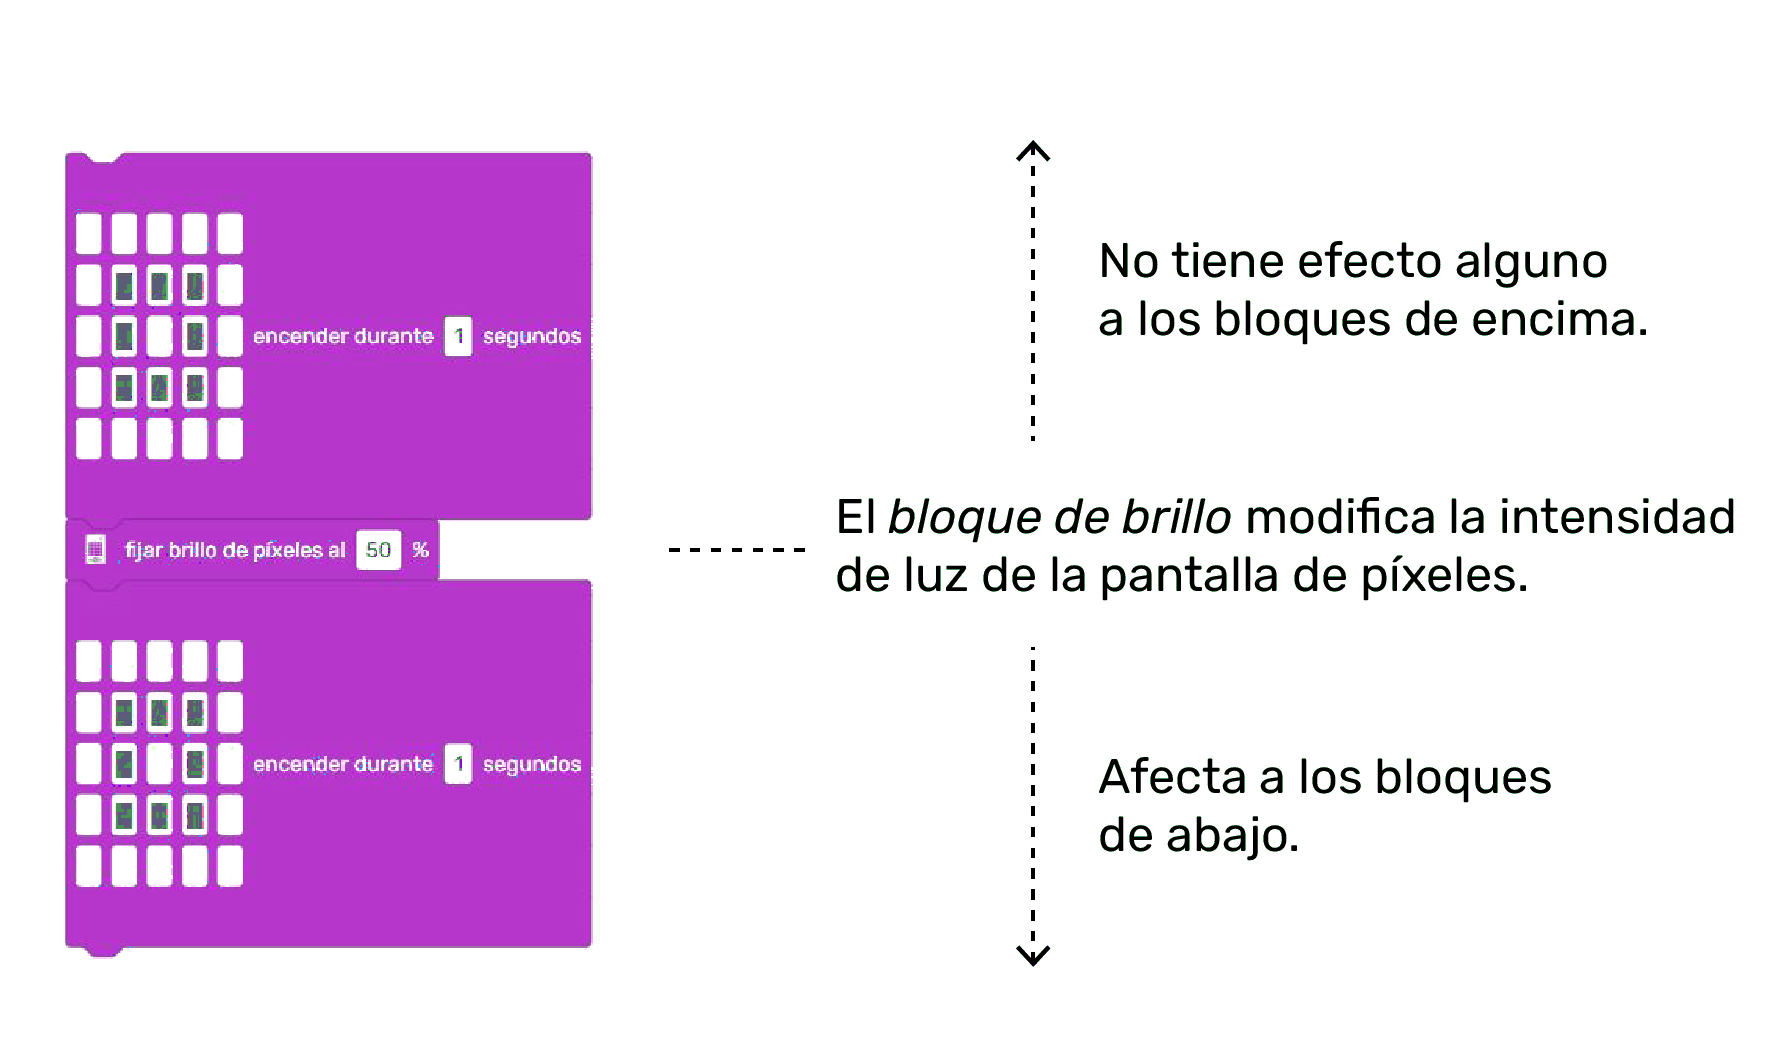 encender durante 1 segundos
fijar brillo de píxeles al 50 %
encender durante 1 segundos
No tiene efecto alguno
a los bloques de encima.
El bloque de brillo modifica la intensidad
de luz de la pantalla de píxeles.
Afecta a los bloques
de abajo.